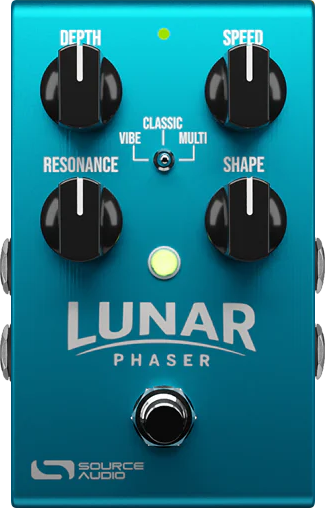 DEPTH
SPEED
CLASSIC
VIBE
MULTI
RESONANCE
SHAPE
LUNAR
PHASER
SOURCE
AUDIO